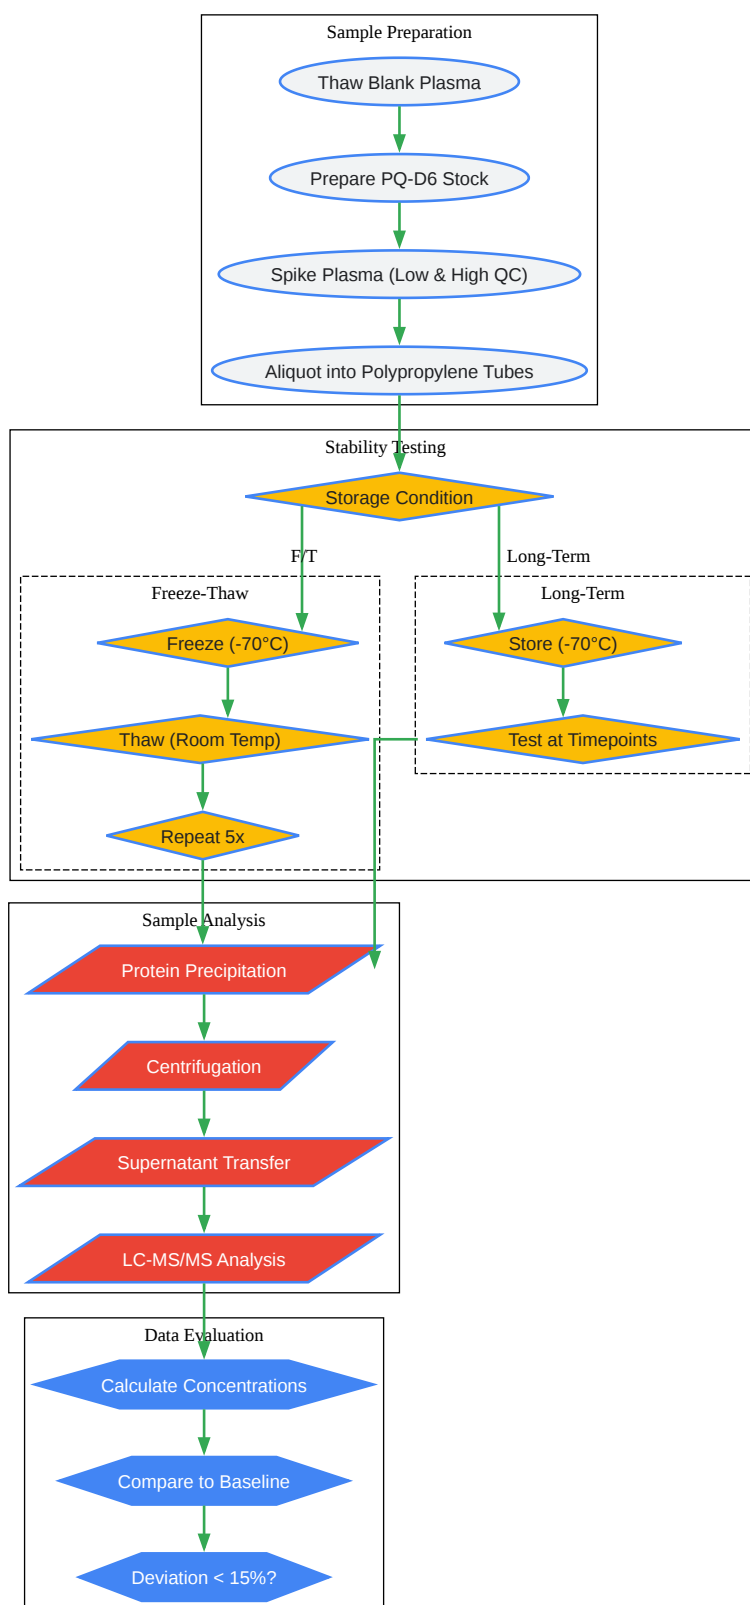 Sample Preparation
Thaw Blank Plasma
Prepare PQ-D6 Stock
Spike Plasma (Low & High QC)
Aliquot into Polypropylene Tubes
Stability Testing
Storage Condition
F/T
Long-Term
Freeze-Thaw
Long-Term
Freeze (-70°C)
Store (-70°C)
Thaw (Room Temp)
Test at Timepoints
Repeat 5x
Sample Analysis
Protein Precipitation
Centrifugation
Supernatant Transfer
LC-MS/MS Analysis
Data Evaluation
Calculate Concentrations
Compare to Baseline
Deviation < 15%?